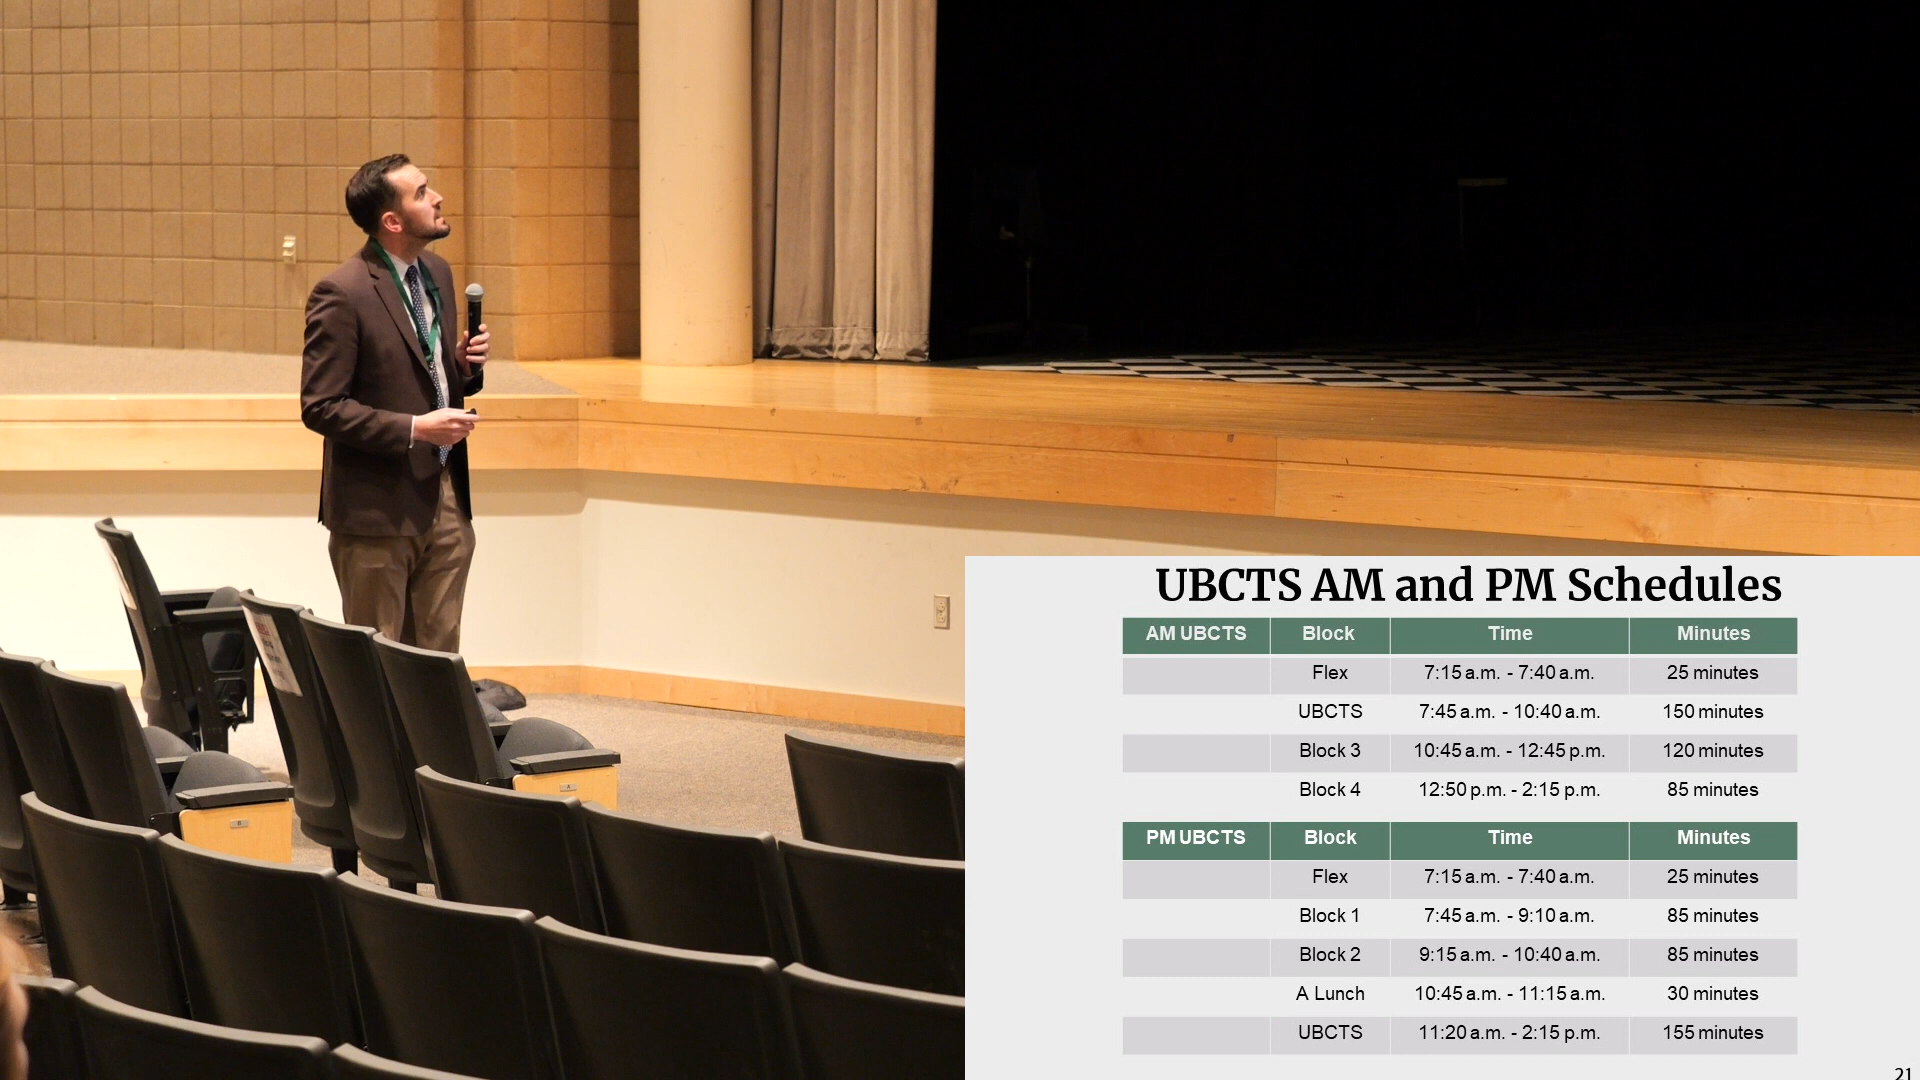 UBCTS AM and PM Schedules
AM UBCTS Block Time Minutes
Flex 7:15 a.m. - 7:40 a.m. 25 minutes
UBCTS 7:45 a.m. - 10:40 a.m. 150 minutes
Block 3 10:45 a.m. - 12:45 p.m. 120 minutes
Block 4 12:50 p.m. - 2:15 p.m. 85 minutes
PM UBCTS Block Time Minutes
Flex 7:15 a.m. - 7:40 a.m. 25 minutes
Block 1 7:45 a.m. - 9:10 a.m. 85 minutes
Block 2 9:15 a.m. - 10:40 a.m. 85 minutes
A Lunch 10:45 a.m. - 11:15 a.m. 30 minutes
UBCTS 11:20 a.m. - 2:15 p.m. 155 minutes
21